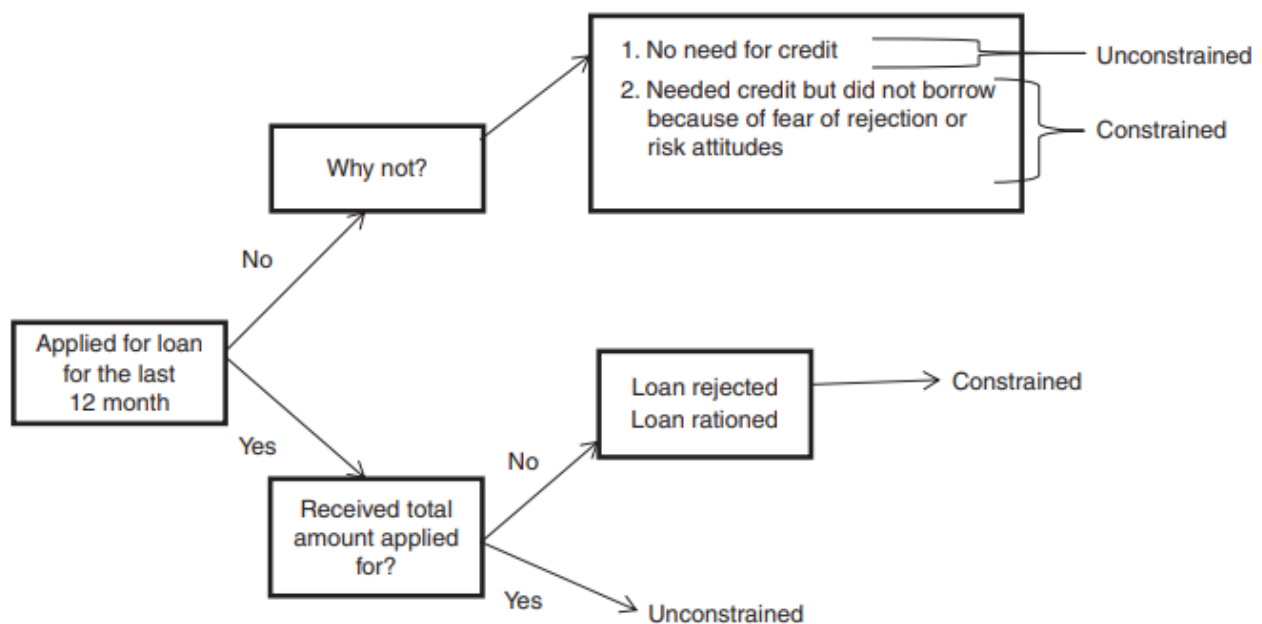 1. No need for credit
Unconstrained
2. Needed credit but did not borrow
because of fear of rejection or
risk attitudes
Constrained
Why not?
No
Applied for loan
for the last
12 month
Yes
Loan rejected
Loan rationed
Constrained
No
Received total
amount applied
for?
Yes
Unconstrained